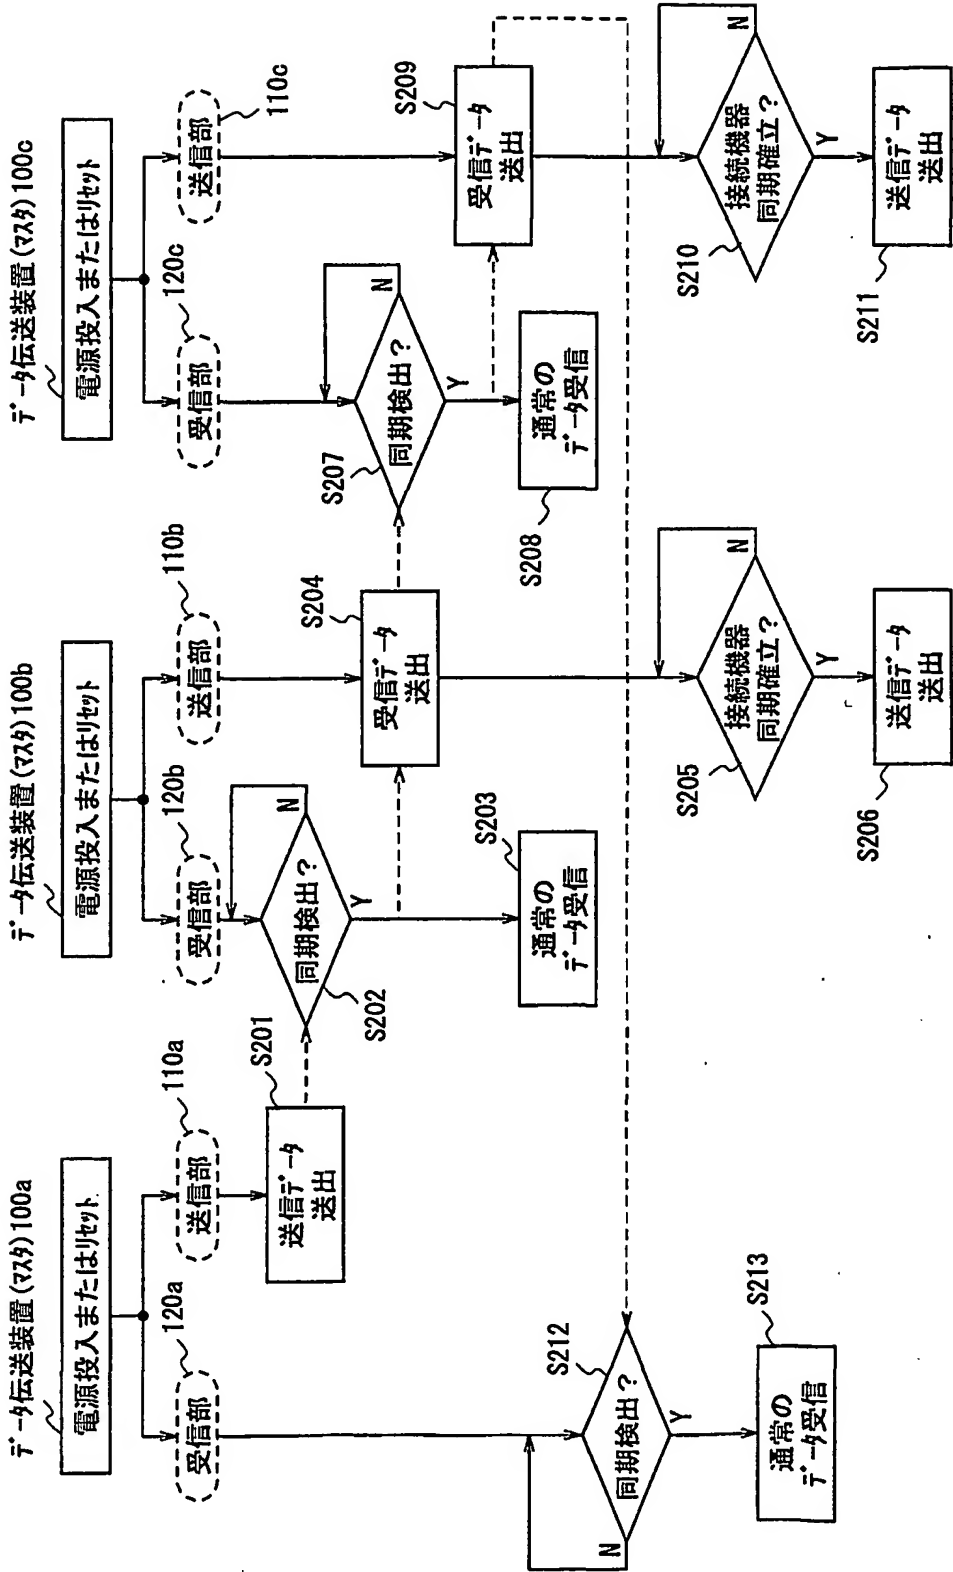 データ伝送装置(マスタ)100a
電源投入またはリセット
120a
110a
受信部
送信部
S201
送信データ
送出
S212
同期検出?
N
Y
S213
通常の
データ受信
データ伝送装置(マスタ)100b
電源投入またはリセット
120b
110b
受信部
送信部
S202
同期検出?
N
Y
S203
通常の
データ受信
S204
受信データ
送出
S205
接続機器
同期確立?
N
Y
S206
送信データ
送出
データ伝送装置(マスタ)100c
電源投入またはリセット
120c
110c
受信部
送信部
S207
同期検出?
N
Y
S208
通常の
データ受信
S209
受信データ
送出
S210
接続機器
同期確立?
N
Y
S211
送信データ
送出